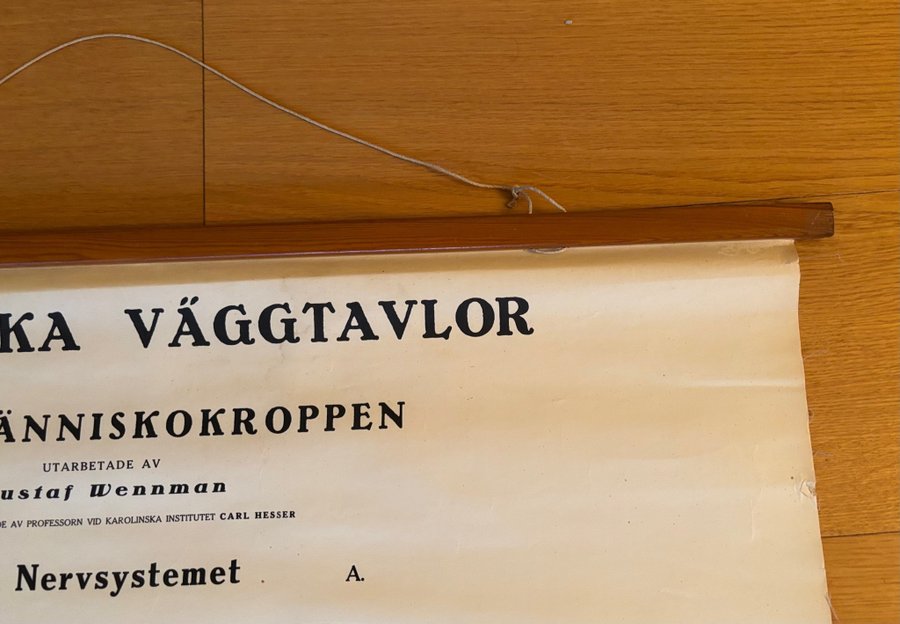 KA VÄGGTAVLOR
ÄNNISKOKROPPEN
UTARBETADE AV
ustaf Wennman
DE AV PROFESSORN VID KAROLINSKA INSTITUTET CARL HESSER
Nervsystemet A.